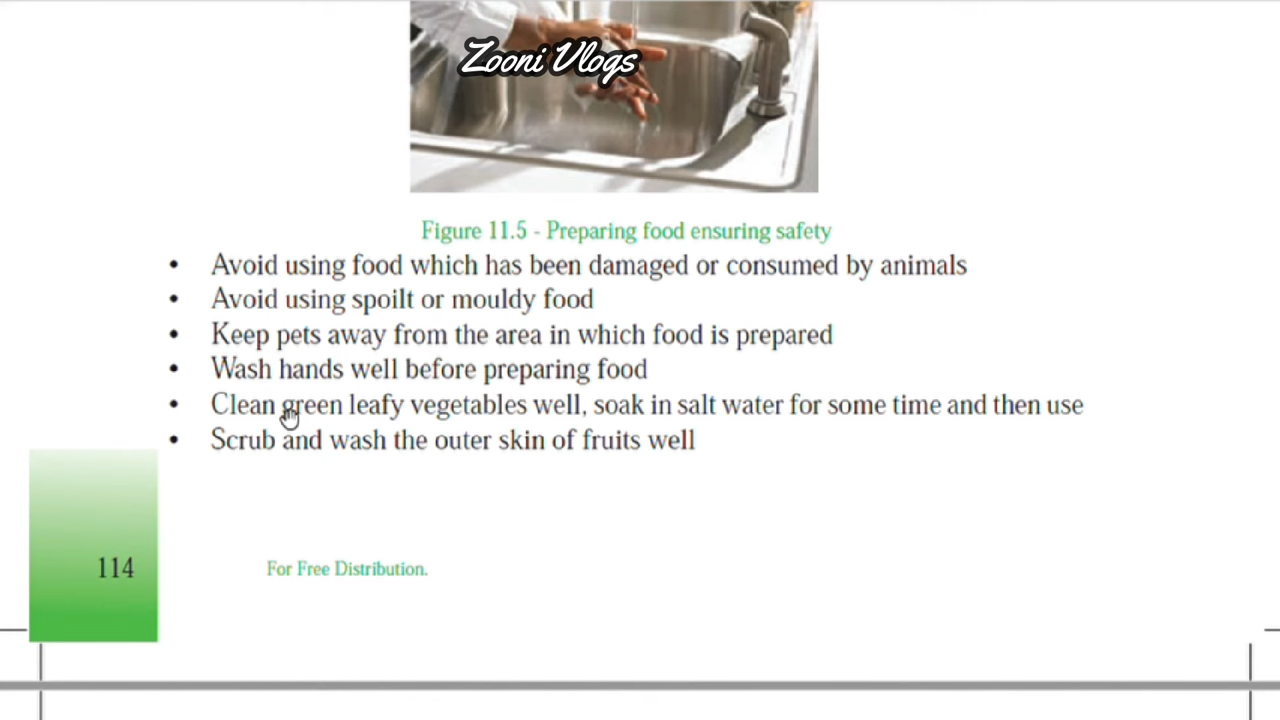 Zooni Vlogs
Figure 11.5 - Preparing food ensuring safety
• Avoid using food which has been damaged or consumed by animals
• Avoid using spoilt or mouldy food
• Keep pets away from the area in which food is prepared
• Wash hands well before preparing food
• Clean green leafy vegetables well, soak in salt water for some time and then use
• Scrub and wash the outer skin of fruits well
114
For Free Distribution.